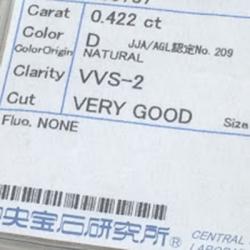 Carat 0.422 ct
Color D JJA/AGL認定No. 209
ColorOrigin NATURAL
Clarity VVS-2
Cut VERY GOOD Size
Fluo. NONE
央宝石研究所®
CENTRAL